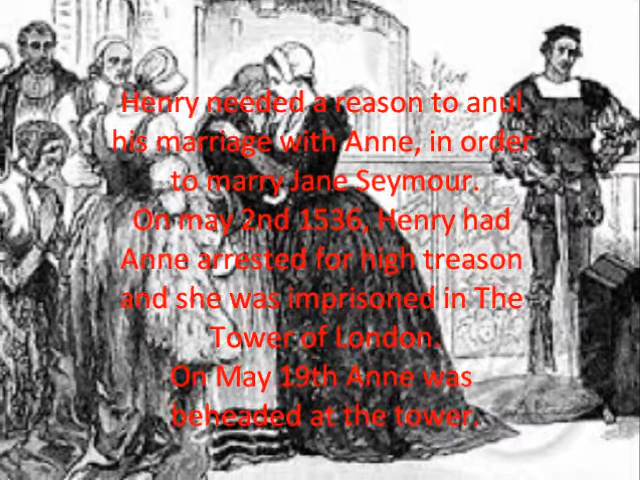 Henry needed a reason to anul
his marriage with Anne, in order
to marry Jane Seymour.
On may 2nd 1536, Henry had
Anne arrested for high treason
and she was imprisoned in The
Tower of London.
On May 19th Anne was
beheaded at the tower.